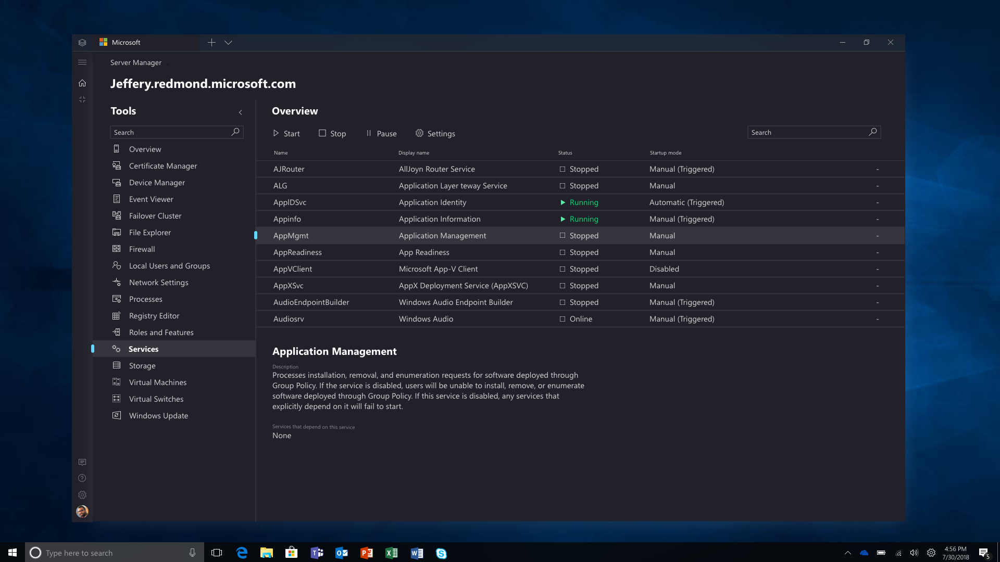 Microsoft
Server Manager
Jeffery.redmond.microsoft.com
Tools
Search
Overview
Certificate Manager
Device Manager
Event Viewer
Failover Cluster
File Explorer
Firewall
Local Users and Groups
Network Settings
Processes
Registry Editor
Roles and Features
Services
Storage
Virtual Machines
Virtual Switches
Windows Update
Overview
Start Stop Pause Settings Search
Name Display name Status Startup mode
AJRouter AllJoyn Router Service Stopped Manual (Triggered) -
ALG Application Layer teway Service Stopped Manual -
ApplDSvc Application Identity Running Automatic (Triggered) -
Appinfo Application Information Running Manual (Triggered) -
AppMgmt Application Management Stopped Manual -
AppReadiness App Readiness Stopped Manual -
AppVClient Microsoft App-V Client Stopped Disabled -
AppXSvc AppX Deployment Service (AppXSVC) Stopped Manual -
AudioEndpointBuilder Windows Audio Endpoint Builder Stopped Manual (Triggered) -
Audiosrv Windows Audio Online Manual (Triggered) -
Application Management
Description
Processes installation, removal, and enumeration requests for software deployed through
Group Policy. If the service is disabled, users will be unable to install, remove, or enumerate
software deployed through Group Policy. If this service is disabled, any services that
explicitly depend on it will fail to start.
Services that depend on this service
None
Type here to search
4:56 PM
7/30/2018
5